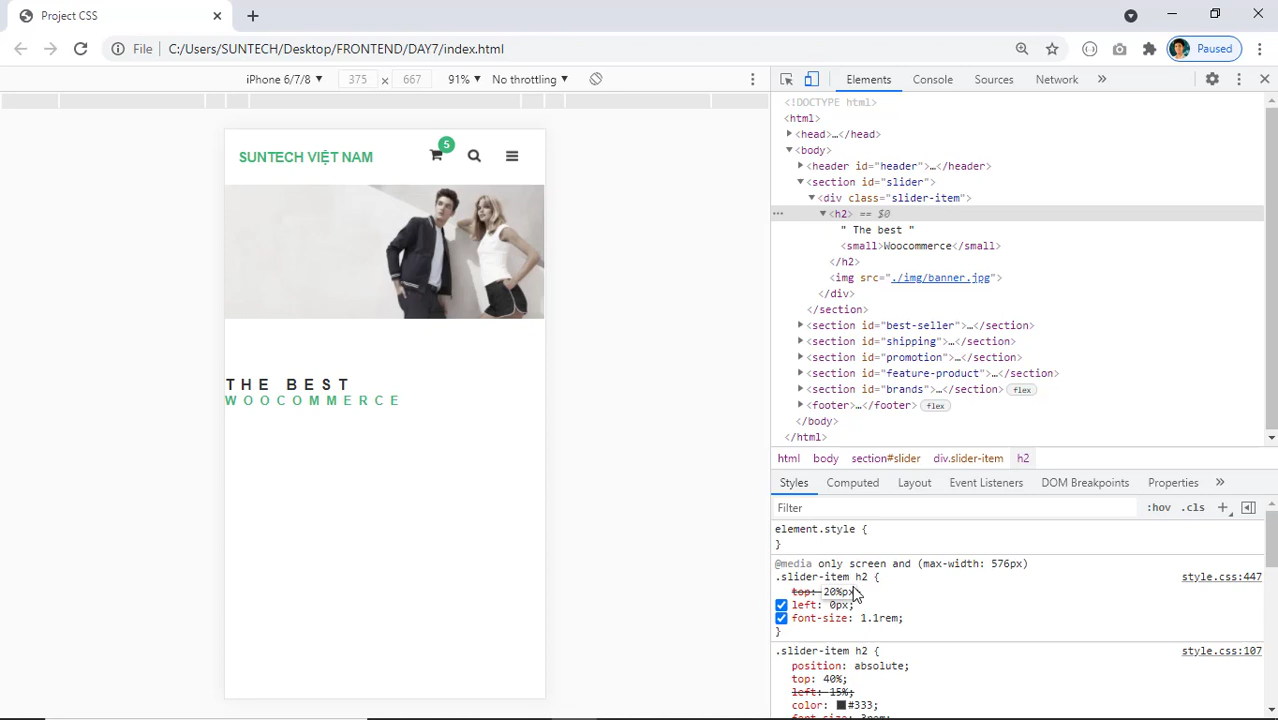 Project CSS
File
C:/Users/SUNTECH/Desktop/FRONTEND/DAY7/index.html
Paused
iPhone 6/7/8 ▼ 375 × 667 91% ▼ No throttling ▼
Elements Console Sources Network »
SUNTECH VIỆT NAM
5
THE BEST
WOOCOMMERCE
<!DOCTYPE html>
<html>
▶<head>…</head>
▼<body>
▶<header id="header">…</header>
▼<section id="slider">
▼<div class="slider-item">
··· ▼<h2> == $0
" The best "
<small>Woocommerce</small>
</h2>
<img src="./img/banner.jpg">
</div>
</section>
▶<section id="best-seller">…</section>
▶<section id="shipping">…</section>
▶<section id="promotion">…</section>
▶<section id="feature-product">…</section>
▶<section id="brands">…</section> flex
▶<footer>…</footer> flex
</body>
</html>
html body section#slider div.slider-item h2
Styles Computed Layout Event Listeners DOM Breakpoints Properties »
Filter
:hov .cls +
element.style {
}
@media only screen and (max-width: 576px)
.slider-item h2 {
style.css:447
top: 20%px
left: 0px;
font-size: 1.1rem;
}
.slider-item h2 {
style.css:107
position: absolute;
top: 40%;
left: 15%;
color: #333;
font-size: 3rem;